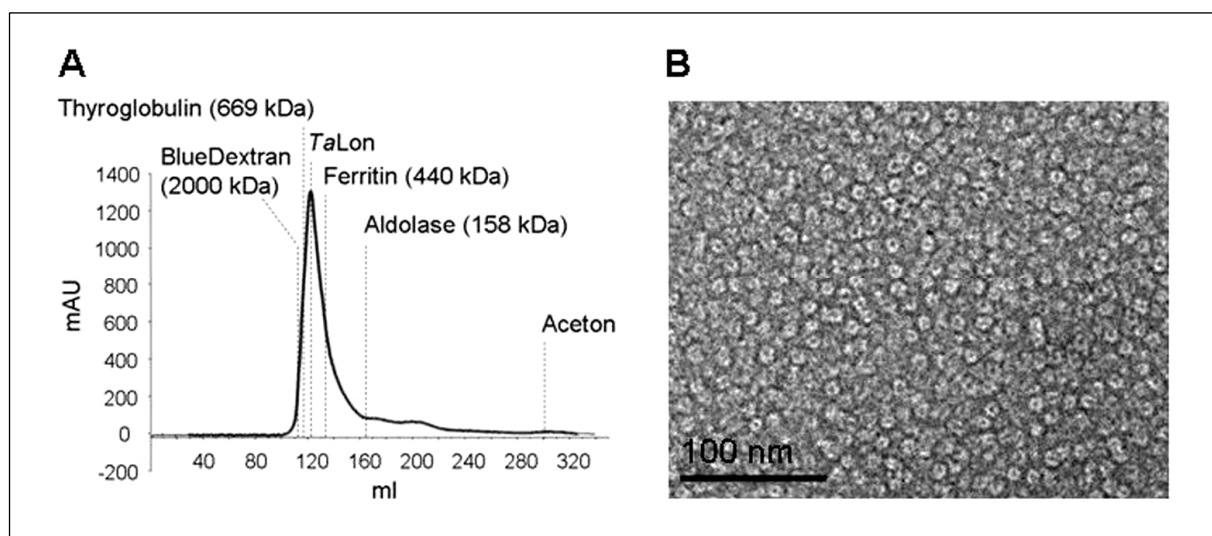 A
Thyroglobulin (669 kDa)
BlueDextran
(2000 kDa)
TaLon
Ferritin (440 kDa)
Aldolase (158 kDa)
Aceton
1400
1200
1000
800
600
400
200
0
-200
mAU
40 80 120 160 200 240 280 320
ml
B
100 nm